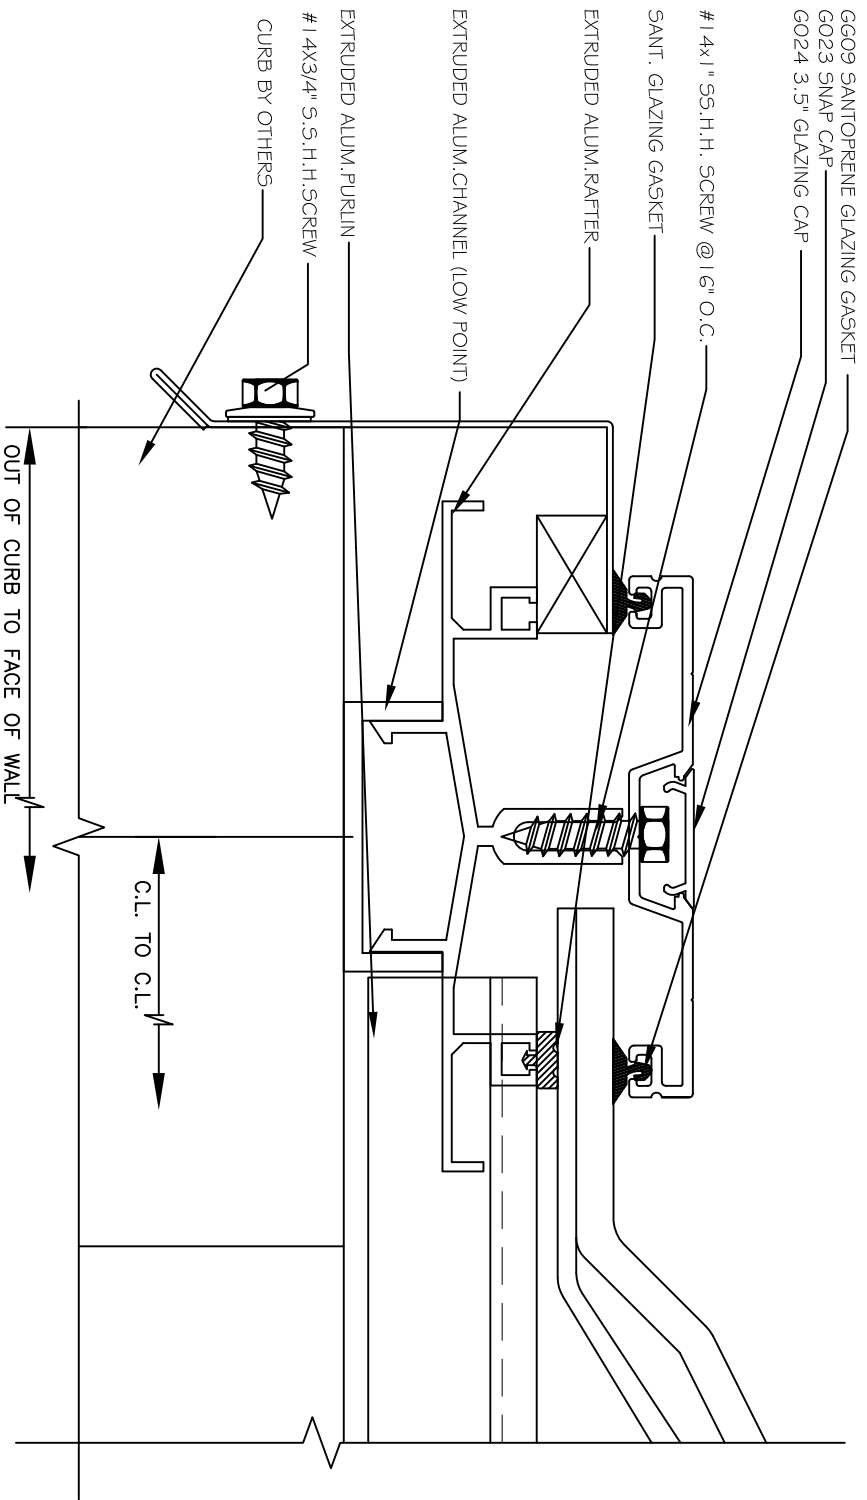 GG09 SANTOPRENE GLAZING GASKET
G023 SNAP CAP
G024 3.5" GLAZING CAP
#14x1" SS.H.H. SCREW @ 16" O.C.
SANT. GLAZING GASKET
EXTRUDED ALUM.RAFTER
EXTRUDED ALUM.CHANNEL (LOW POINT)
EXTRUDED ALUM.PURLIN
#14X3/4" S.S.H.H.SCREW
CURB BY OTHERS
C.L. TO C.L.
OUT OF CURB TO FACE OF WALL